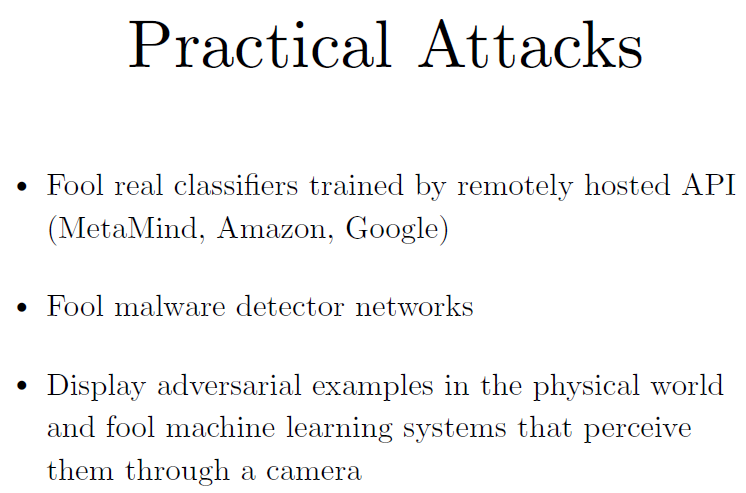 Practical Attacks
• Fool real classifiers trained by remotely hosted API
(MetaMind, Amazon, Google)
• Fool malware detector networks
• Display adversarial examples in the physical world
and fool machine learning systems that perceive
them through a camera